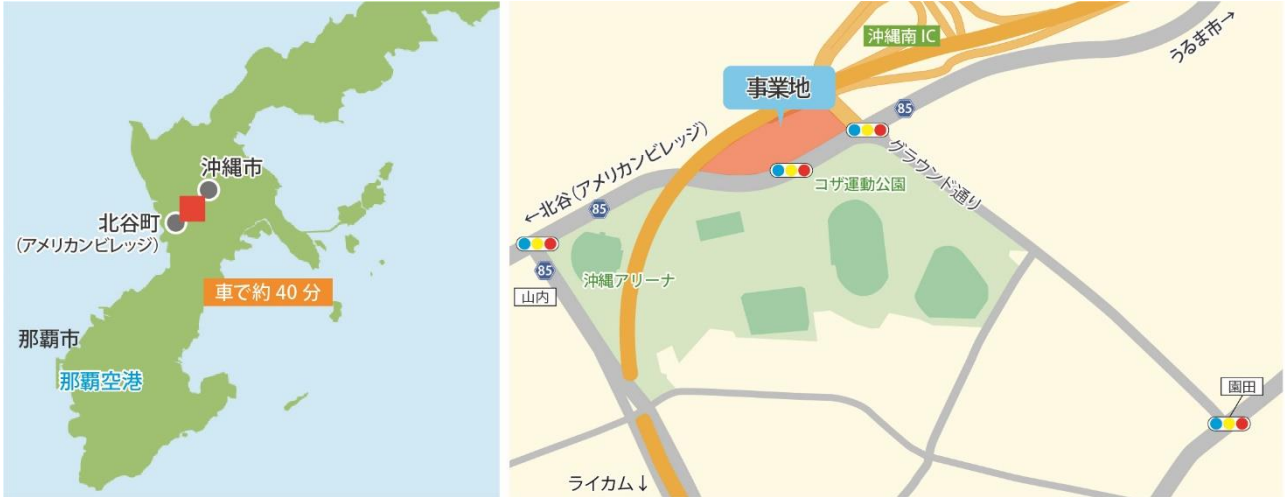 沖縄市
北谷町
(アメリカンビレッジ)
車で約 40 分
那覇市
那覇空港
沖縄南 IC
うるま市→
事業地
85
←北谷(アメリカンビレッジ)
グラウンド通り
コザ運動公園
85
沖縄アリーナ
85
山内
園田
ライカム↓